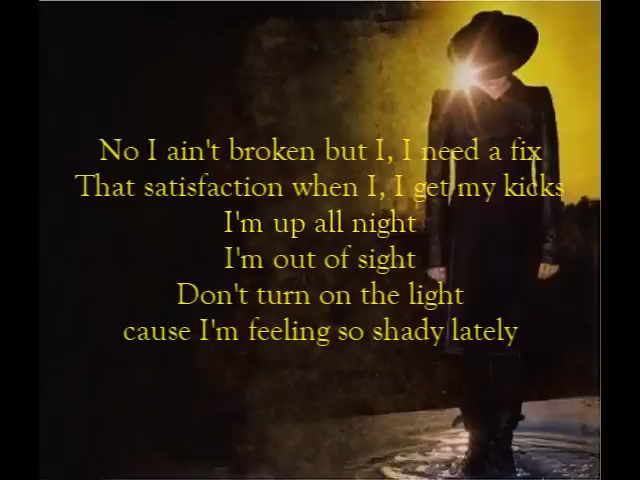 No I ain't broken but I, I need a fix
That satisfaction when I, I get my kicks
I'm up all night
I'm out of sight
Don't turn on the light
cause I'm feeling so shady lately